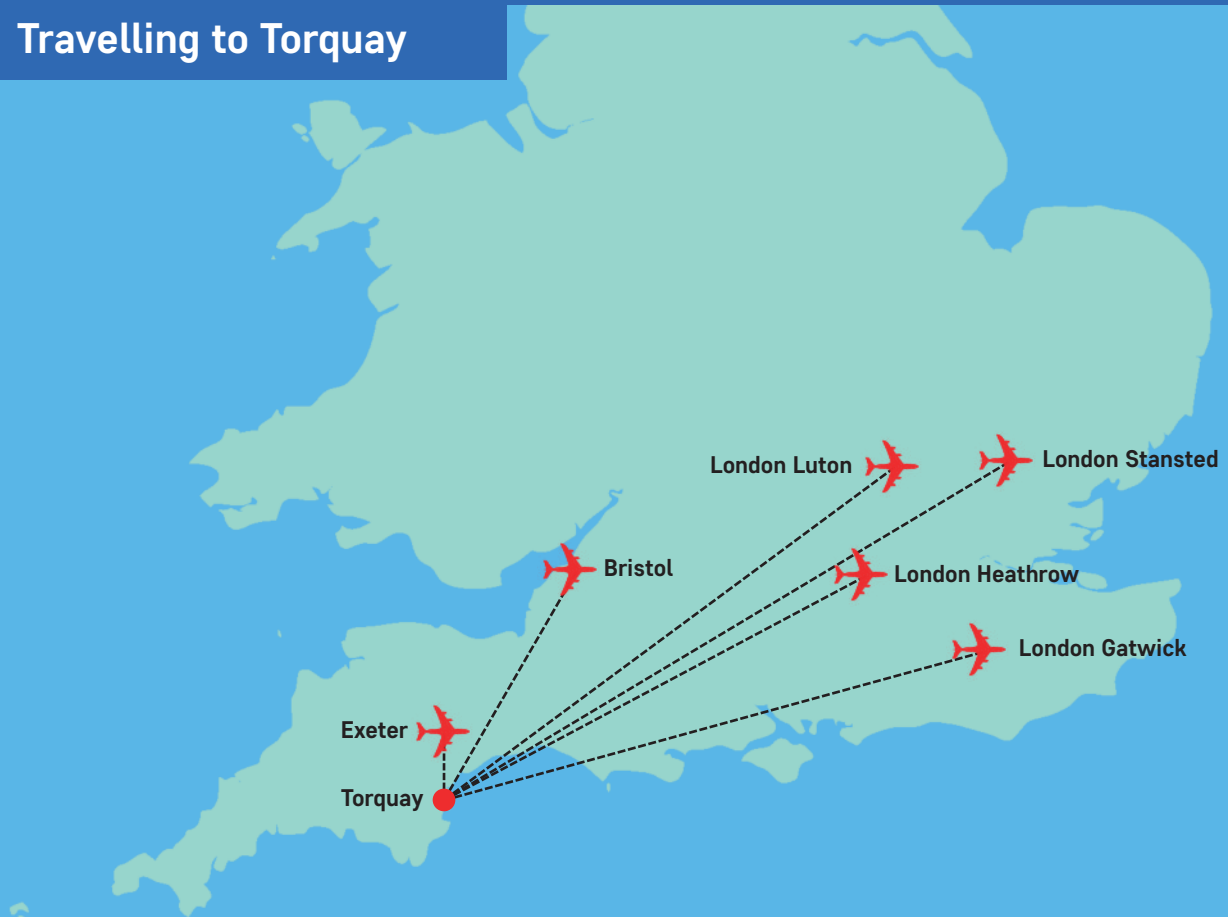 Travelling to Torquay
London Luton
London Stansted
Bristol
London Heathrow
London Gatwick
Exeter
Torquay